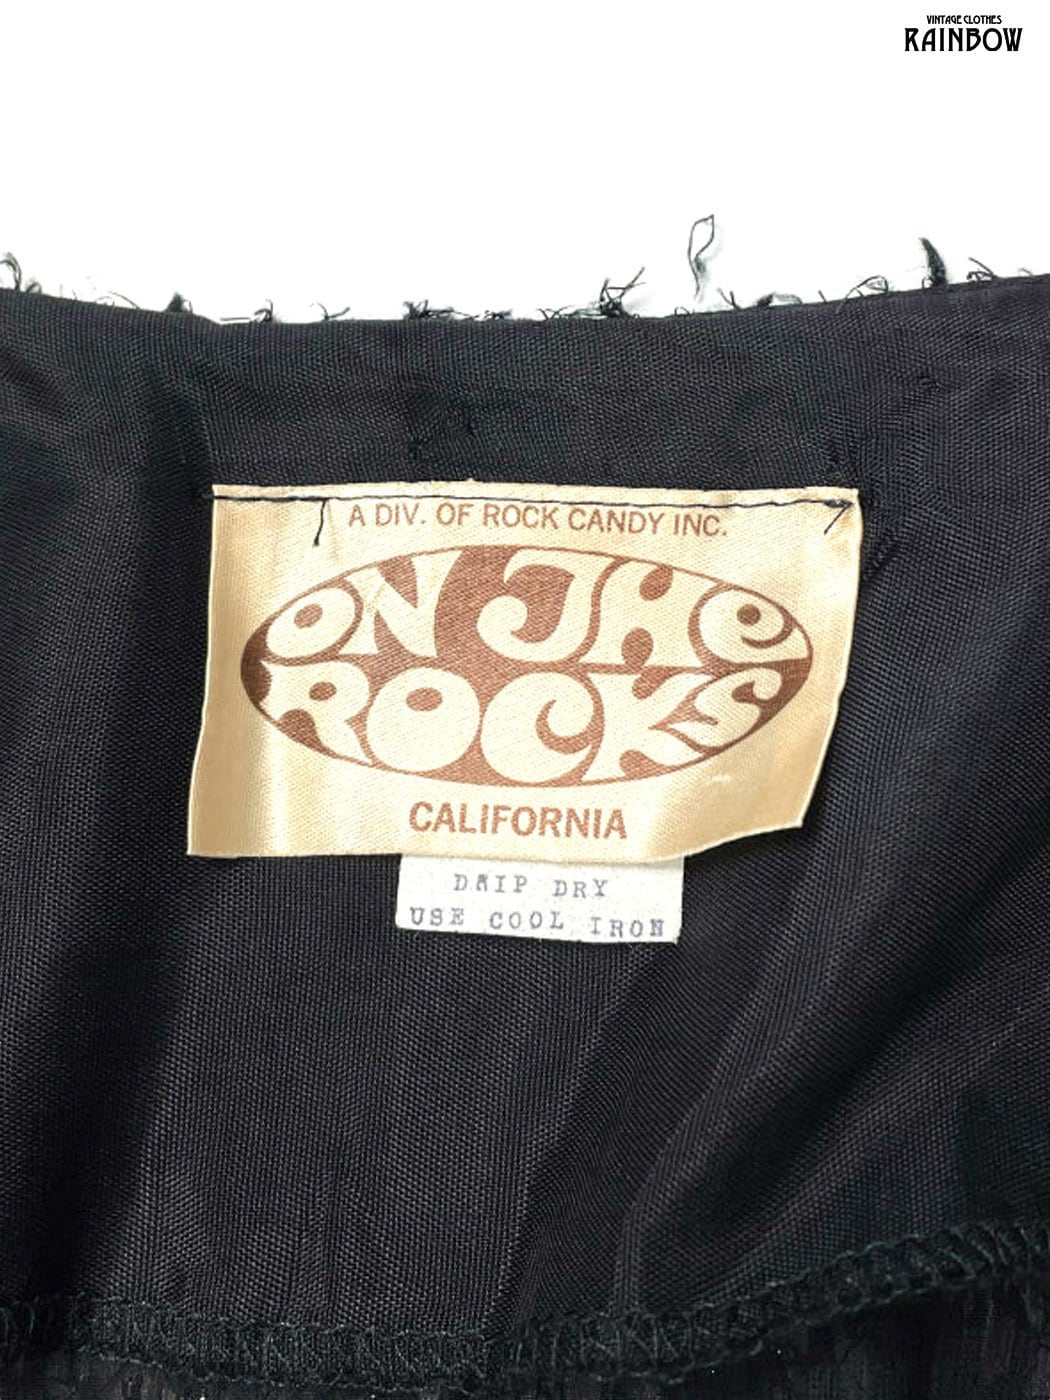 VINTAGE CLOTHES
RAINBOW
A DIV. OF ROCK CANDY INC.
ON THE
ROCKS
CALIFORNIA
DRIP DRY
USE COOL IRON